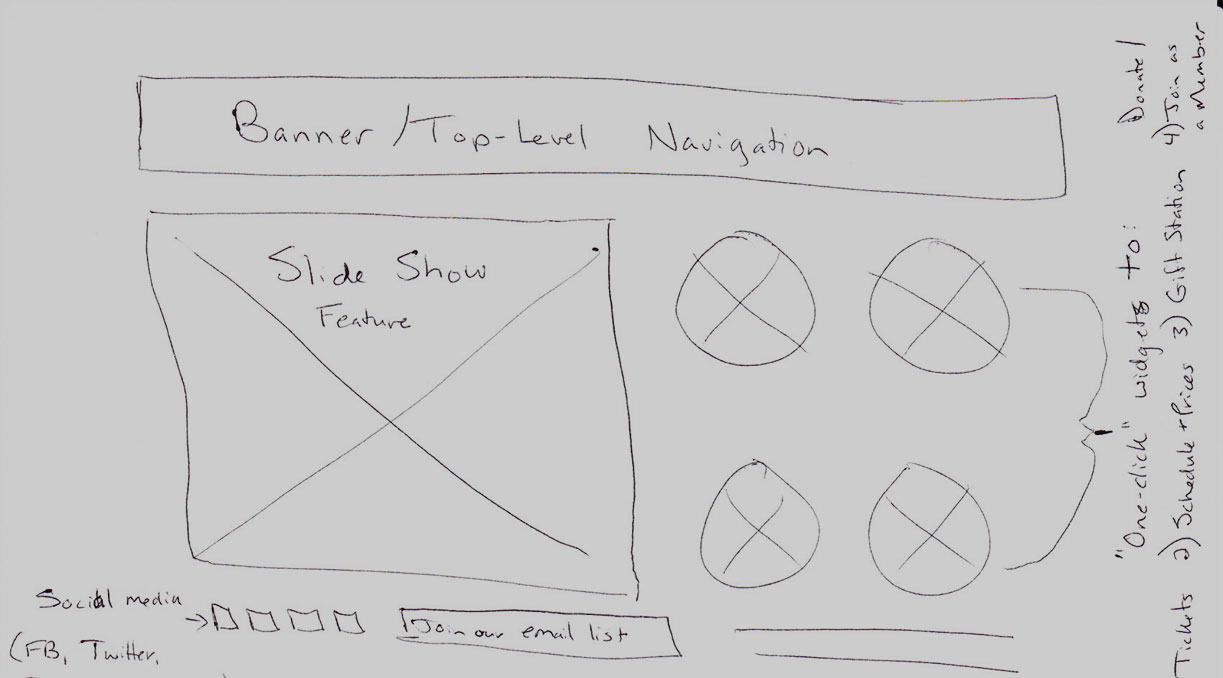 Banner/Top-Level Navigation
Slide Show
Feature
"One-click" widgets to:
Tickets 2) Schedule + Prices 3) Gift Station 4) Join as
a Member
Donate/
Social media
(FB, Twitter,
Join our email list